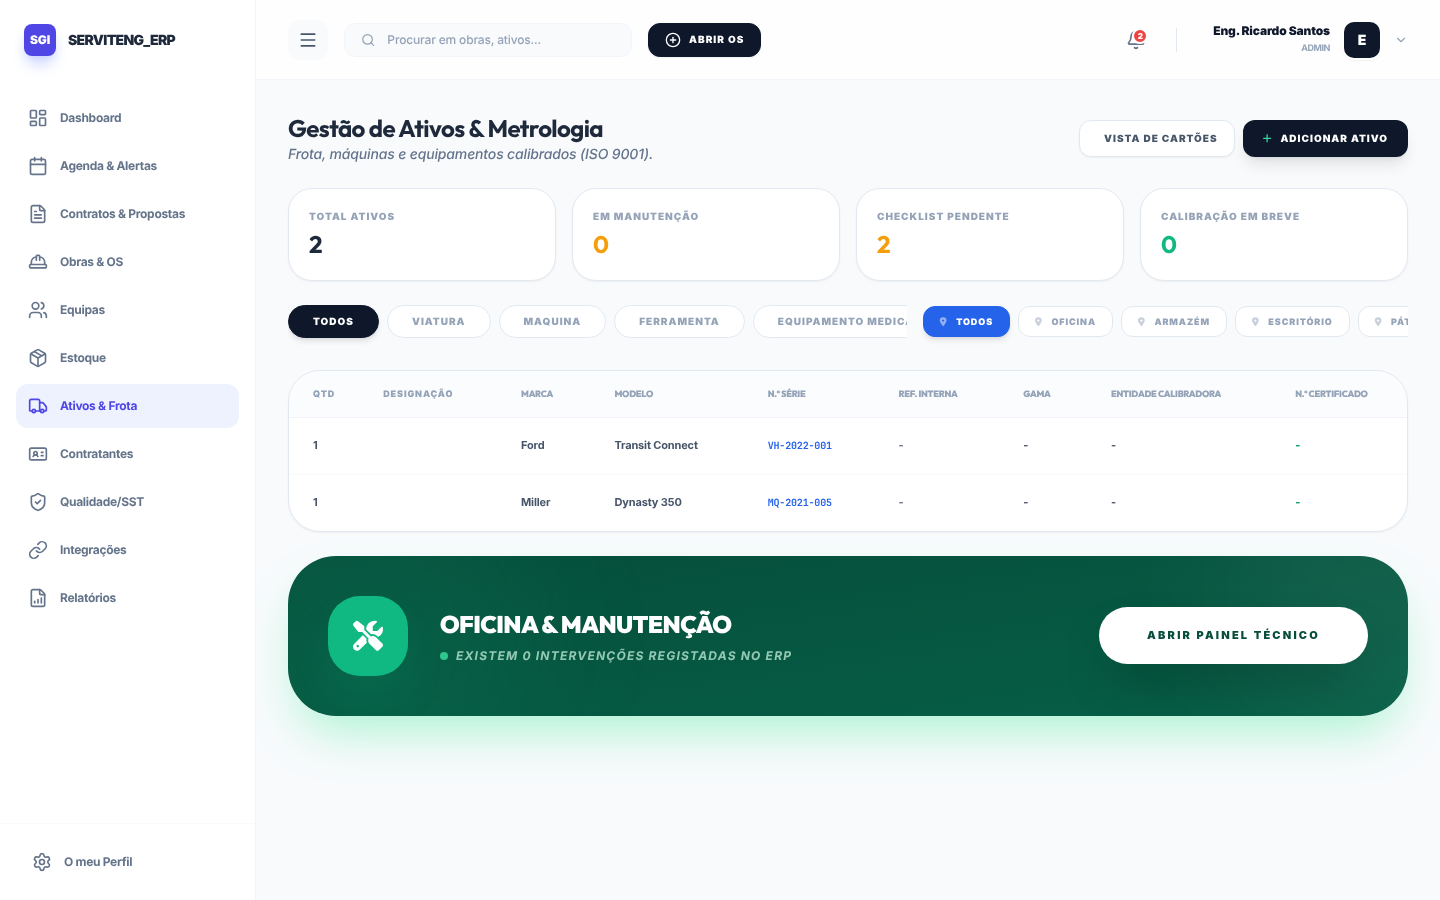 SGI SERVITENG_ERP
Procurar em obras, ativos...
ABRIR OS
2
Eng. Ricardo Santos
ADMIN
E
Dashboard
Agenda & Alertas
Contratos & Propostas
Obras & OS
Equipas
Estoque
Ativos & Frota
Contratantes
Qualidade/SST
Integrações
Relatórios
O meu Perfil
Gestão de Ativos & Metrologia
Frota, máquinas e equipamentos calibrados (ISO 9001).
VISTA DE CARTÕES
+ ADICIONAR ATIVO
TOTAL ATIVOS
2
EM MANUTENÇÃO
0
CHECKLIST PENDENTE
2
CALIBRAÇÃO EM BREVE
0
TODOS VIATURA MAQUINA FERRAMENTA EQUIPAMENTO MEDICA TODOS OFICINA ARMAZÉM ESCRITÓRIO PÁT
QTD DESIGNAÇÃO MARCA MODELO N.º SÉRIE REF. INTERNA GAMA ENTIDADE CALIBRADORA N.º CERTIFICADO
1 Ford Transit Connect VH-2022-001 - - - -
1 Miller Dynasty 350 MQ-2021-005 - - - -
OFICINA & MANUTENÇÃO
EXISTEM 0 INTERVENÇÕES REGISTADAS NO ERP
ABRIR PAINEL TÉCNICO